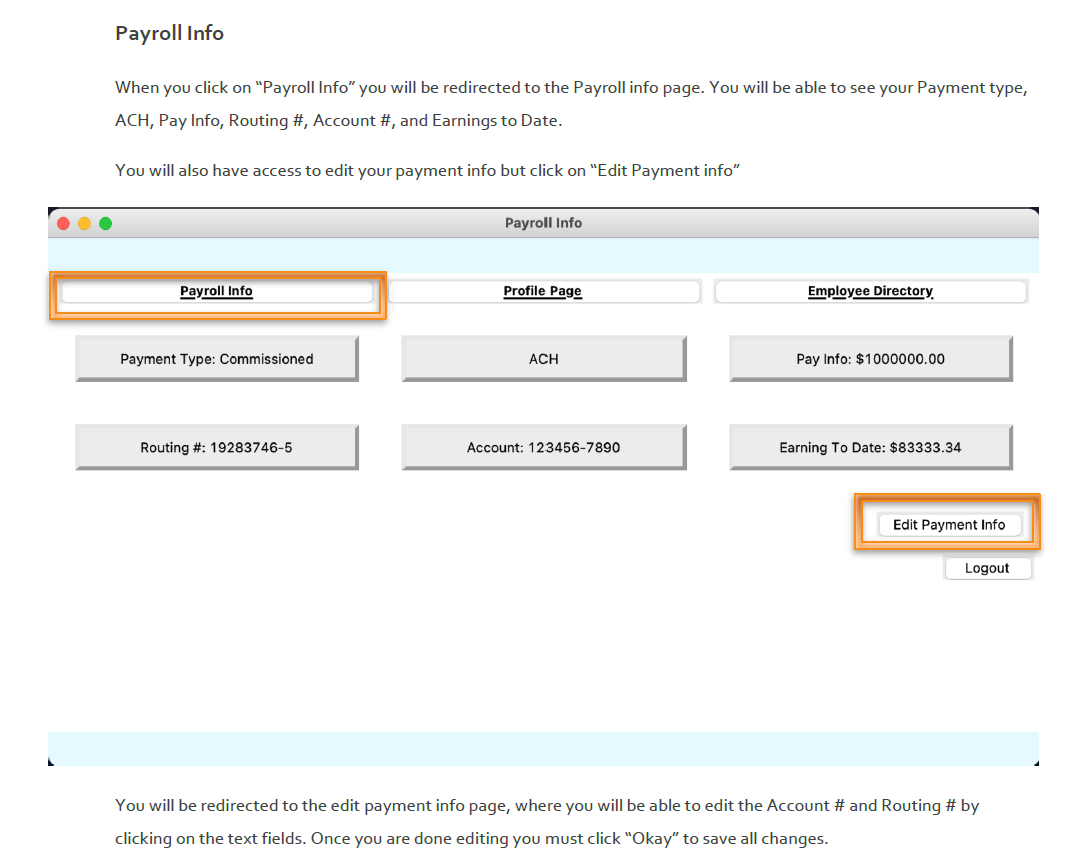 Payroll Info
When you click on “Payroll Info” you will be redirected to the Payroll info page. You will be able to see your Payment type,
ACH, Pay Info, Routing #, Account #, and Earnings to Date.
You will also have access to edit your payment info but click on “Edit Payment info”
Payroll Info
Payroll Info Profile Page Employee Directory
Payment Type: Commissioned ACH Pay Info: $1000000.00
Routing #: 19283746-5 Account: 123456-7890 Earning To Date: $83333.34
Edit Payment Info
Logout
You will be redirected to the edit payment info page, where you will be able to edit the Account # and Routing # by
clicking on the text fields. Once you are done editing you must click “Okay” to save all changes.